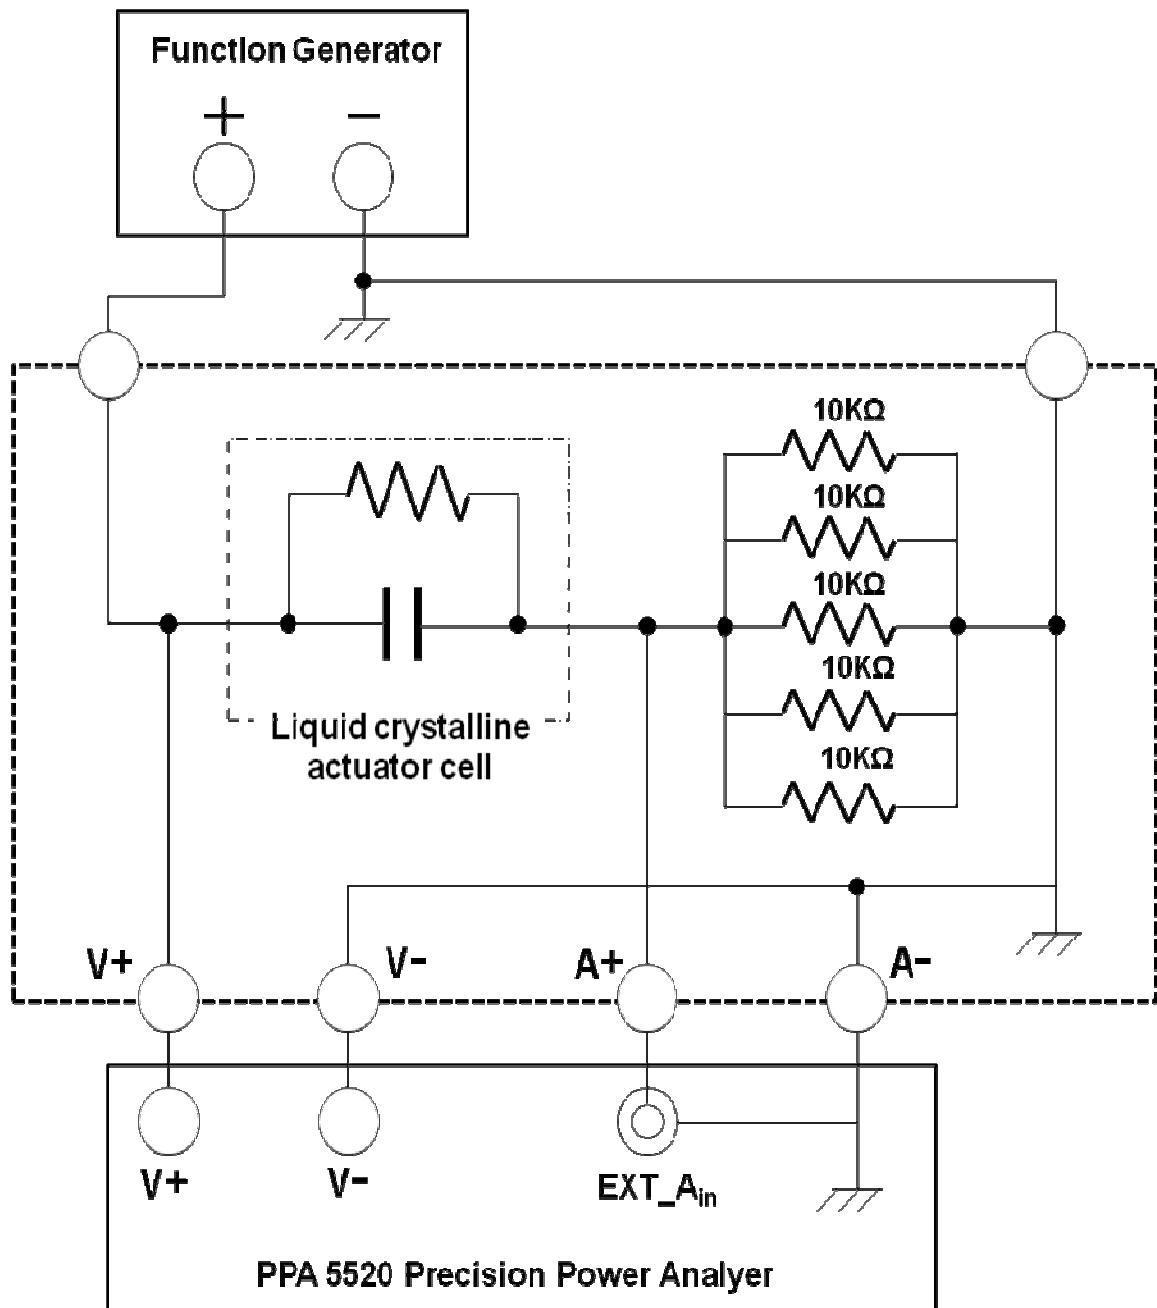 Function Generator
+ −
10KΩ
10KΩ
10KΩ
10KΩ
10KΩ
Liquid crystalline
actuator cell
V+ V- A+ A-
V+ V- EXT_Ain
PPA 5520 Precision Power Analyer